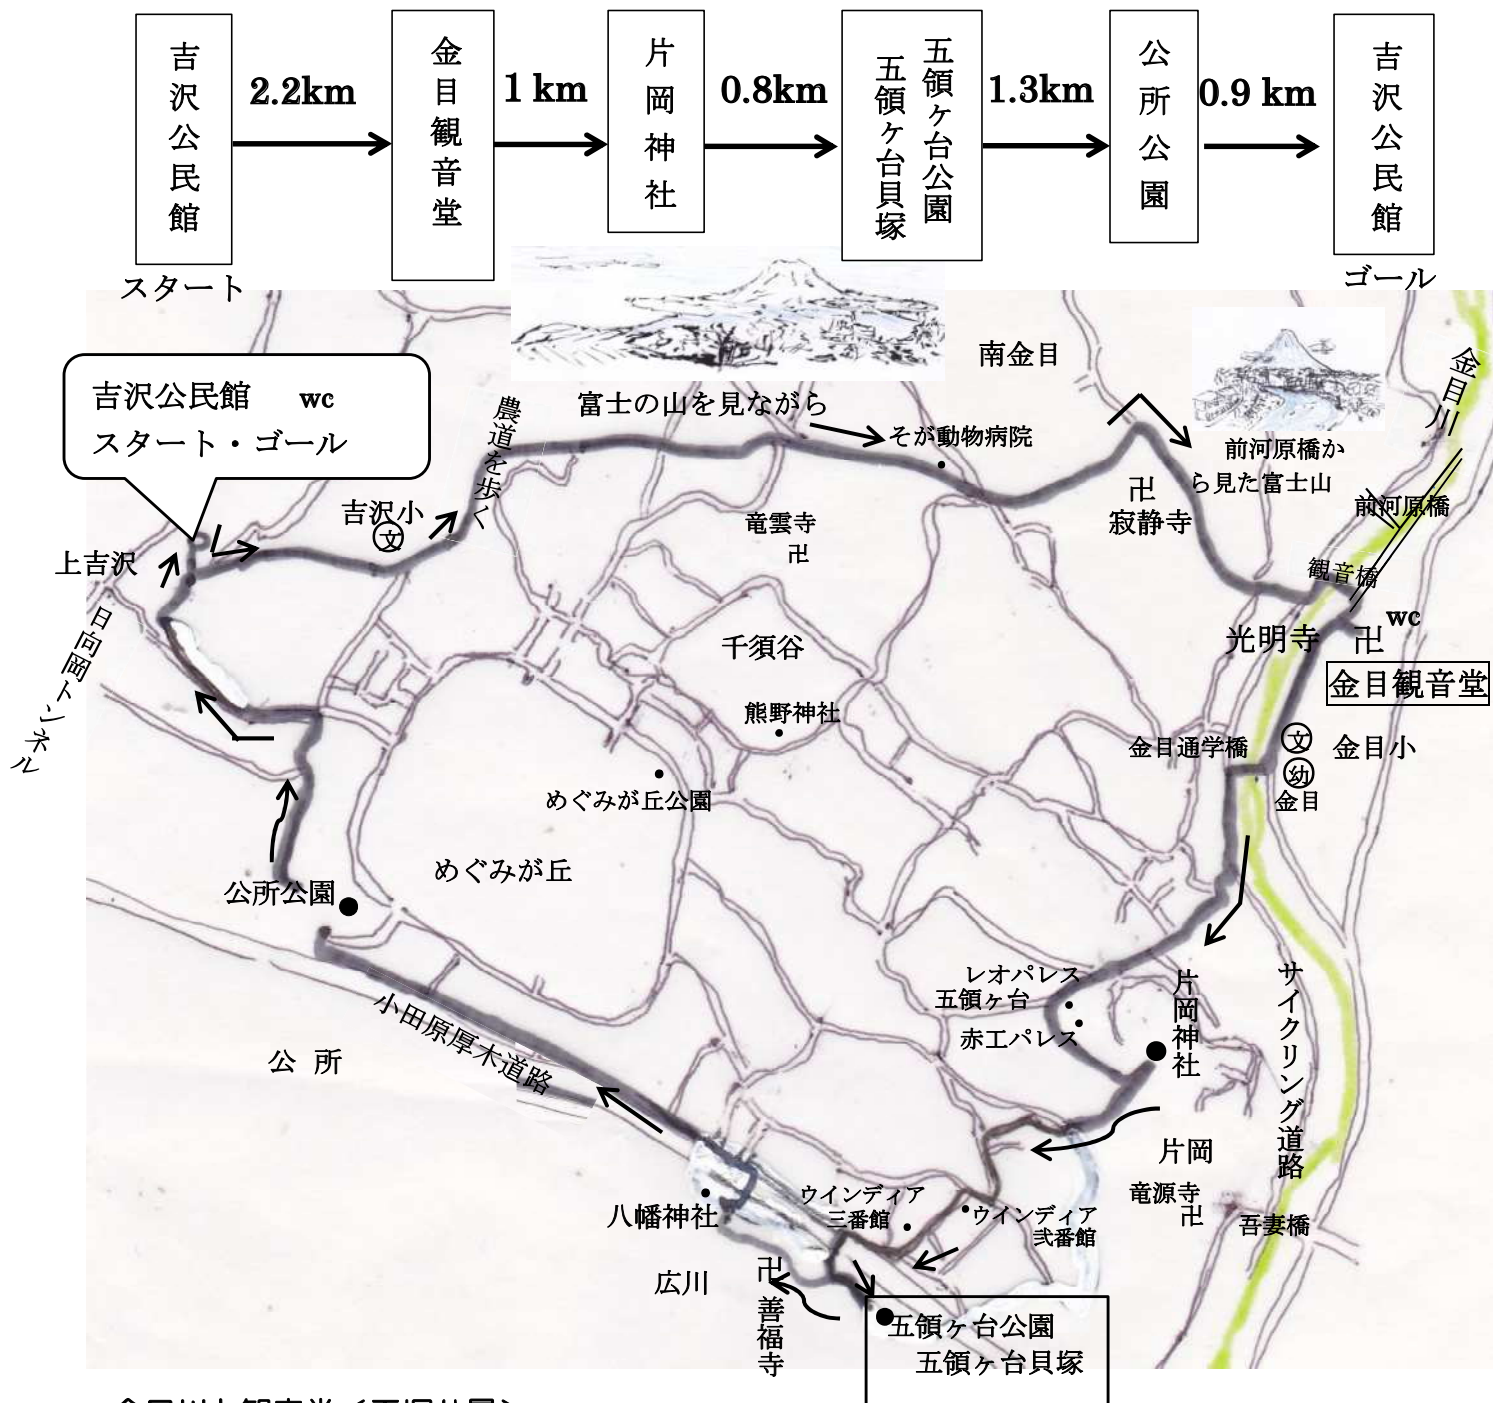 吉沢公民館
2.2km
金目観音堂
1 km
片岡神社
0.8km
五領ヶ台公園
五領ヶ台貝塚
1.3km
公所公園
0.9 km
吉沢公民館
スタート
ゴール
吉沢公民館 wc
スタート・ゴール
南金目
金目川
富士の山を見ながら
農道を歩く
そが動物病院
前河原橋か
ら見た富士山
前河原橋
卍
寂静寺
吉沢小
文
竜雲寺
卍
上吉沢
観音橋
日向岡トンネル
wc
光明寺
卍
千須谷
金目観音堂
熊野神社
金目通学橋
文
金目小
幼
金目
めぐみが丘公園
めぐみが丘
公所公園
レオパレス
五領ヶ台
赤工パレス
片岡神社
サイクリング道路
小田原厚木道路
公 所
片岡
竜源寺
卍
吾妻橋
ウインディア
三番館
ウインディア
弐番館
八幡神社
広川
卍
善福寺
五領ヶ台公園
五領ヶ台貝塚